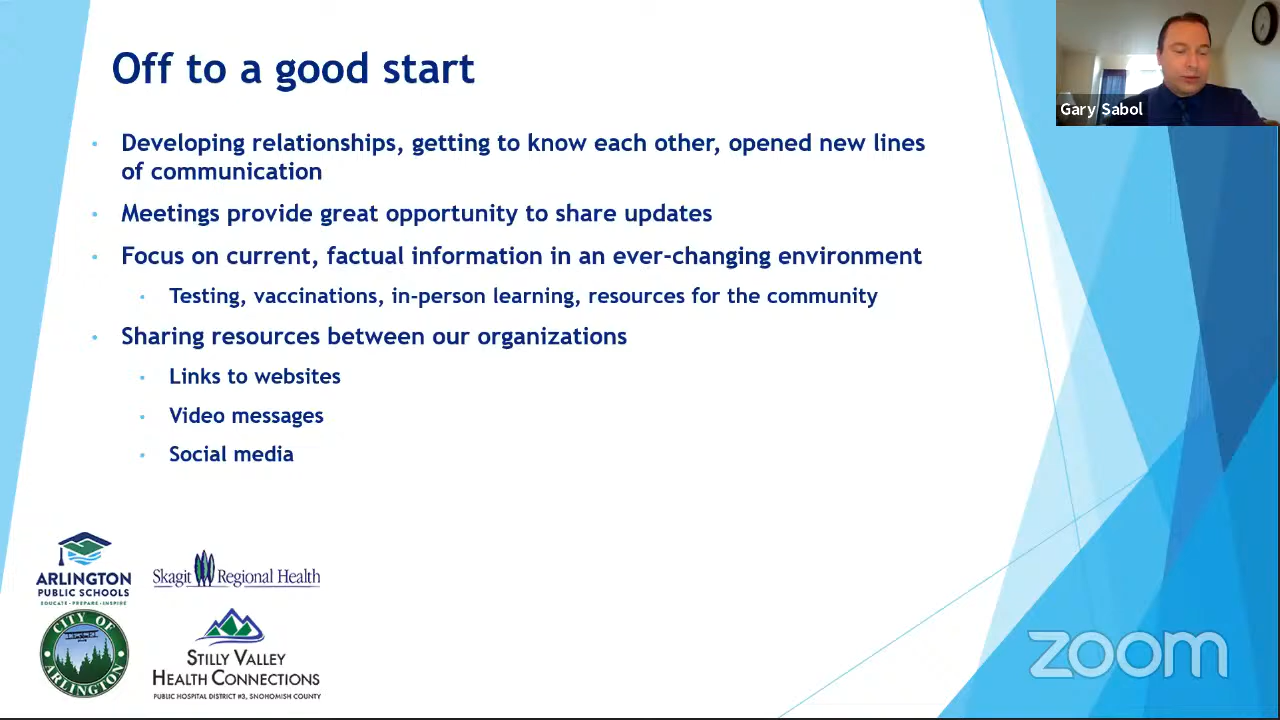 Off to a good start
Gary Sabol
Developing relationships, getting to know each other, opened new lines
of communication
Meetings provide great opportunity to share updates
Focus on current, factual information in an ever-changing environment
Testing, vaccinations, in-person learning, resources for the community
Sharing resources between our organizations
Links to websites
Video messages
Social media
ARLINGTON
PUBLIC SCHOOLS
EDUCATE • PREPARE • INSPIRE
Skagit Regional Health
CITY OF
ARLINGTON
STILLY VALLEY
HEALTH CONNECTIONS
PUBLIC HOSPITAL DISTRICT #3, SNOHOMISH COUNTY
zoom